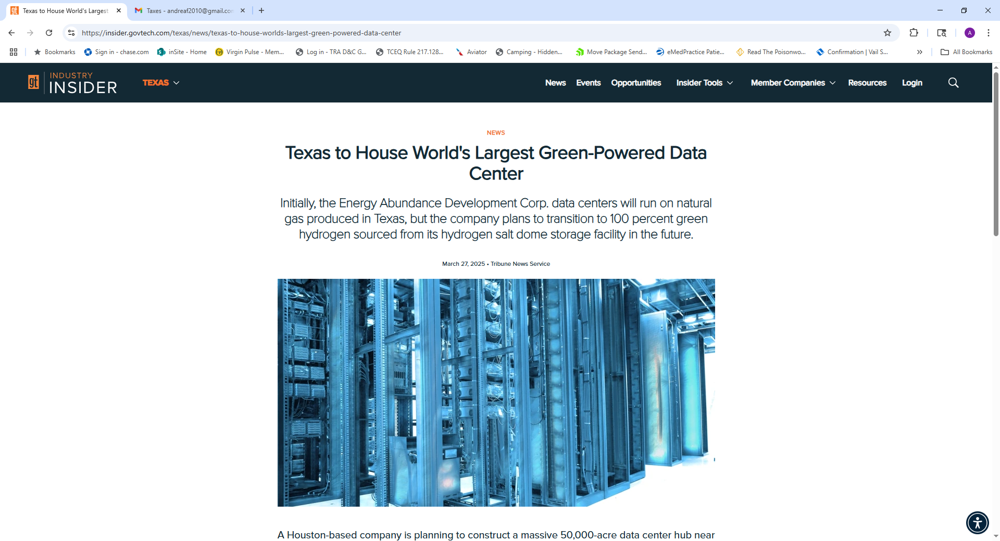 Texas to House World's Largest
Taxes - andreaf2010@gmail.co
https://insider.govtech.com/texas/news/texas-to-house-worlds-largest-green-powered-data-center
A
Bookmarks
Sign in - chase.com
inSite - Home
Virgin Pulse - Mem...
Log in - TRA D&C G...
TCEQ Rule 217.128...
Aviator
Camping - Hidden...
Move Package Send...
eMedPractice Patie...
Read The Poisonwo...
Confirmation | Vail S...
All Bookmarks
gt
INDUSTRY
INSIDER
TEXAS
News
Events
Opportunities
Insider Tools
Member Companies
Resources
Login
NEWS
Texas to House World's Largest Green-Powered Data
Center
Initially, the Energy Abundance Development Corp. data centers will run on natural
gas produced in Texas, but the company plans to transition to 100 percent green
hydrogen sourced from its hydrogen salt dome storage facility in the future.
March 27, 2025 • Tribune News Service
A Houston-based company is planning to construct a massive 50,000-acre data center hub near